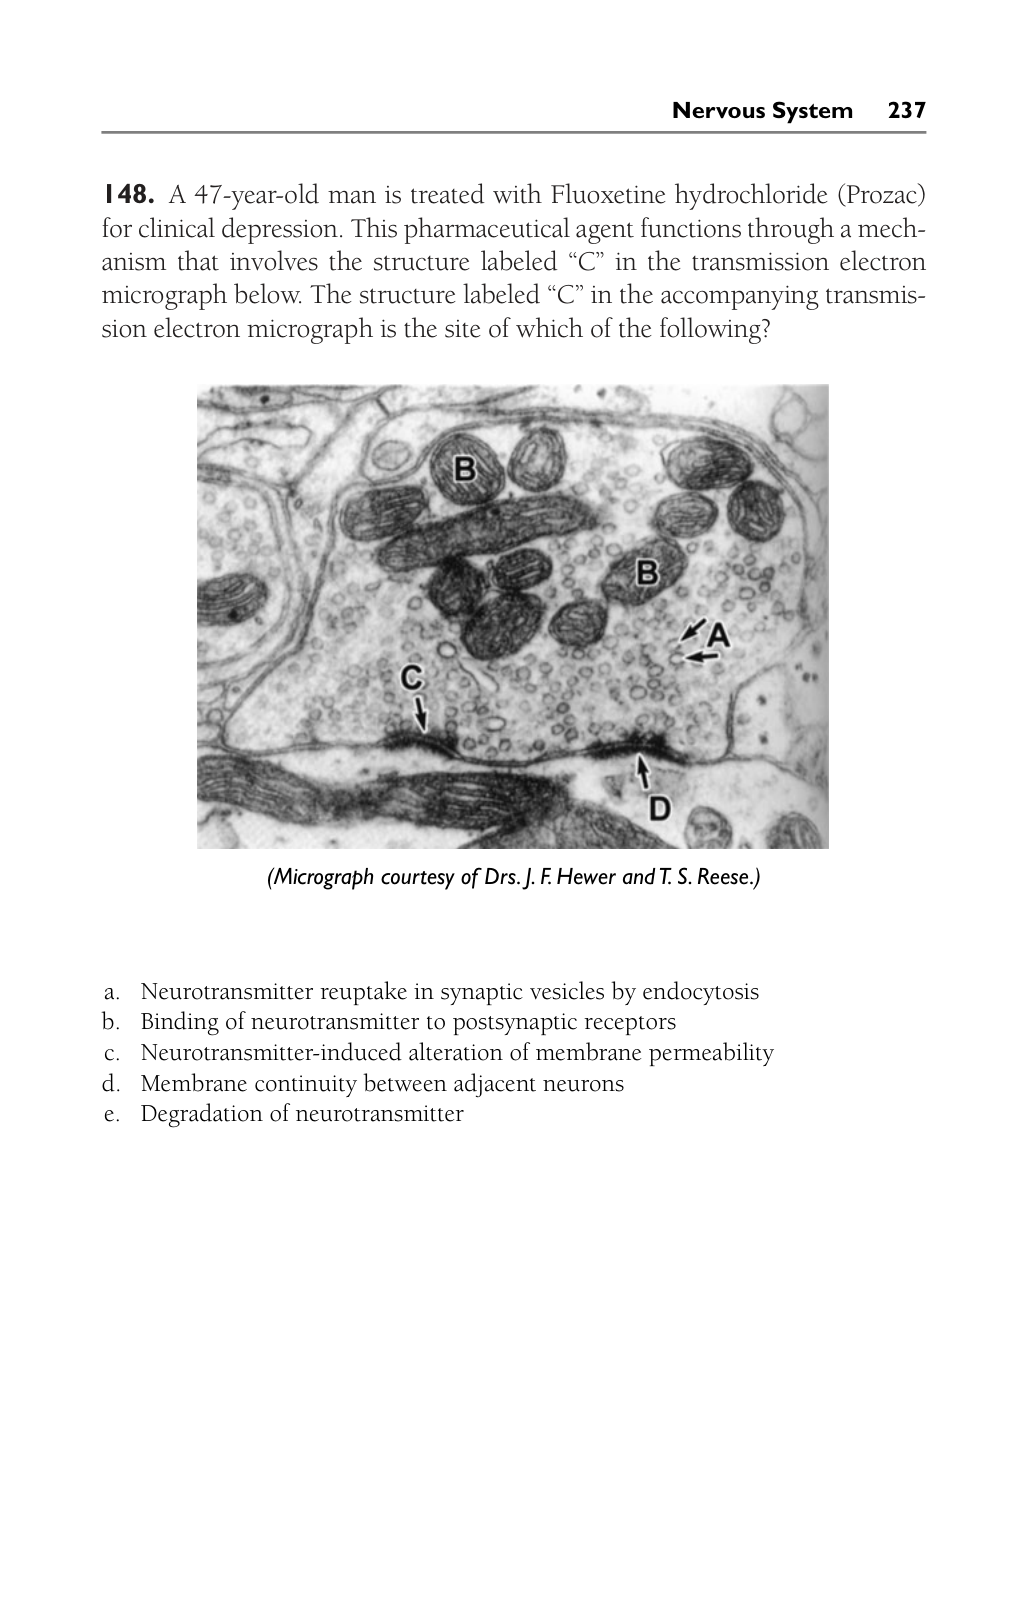 Nervous System 237
148. A 47-year-old man is treated with Fluoxetine hydrochloride (Prozac)
for clinical depression. This pharmaceutical agent functions through a mech-
anism that involves the structure labeled “C” in the transmission electron
micrograph below. The structure labeled “C” in the accompanying transmis-
sion electron micrograph is the site of which of the following?
B
B
A
C
D
(Micrograph courtesy of Drs. J. F. Hewer and T. S. Reese.)
a. Neurotransmitter reuptake in synaptic vesicles by endocytosis
b. Binding of neurotransmitter to postsynaptic receptors
c. Neurotransmitter-induced alteration of membrane permeability
d. Membrane continuity between adjacent neurons
e. Degradation of neurotransmitter